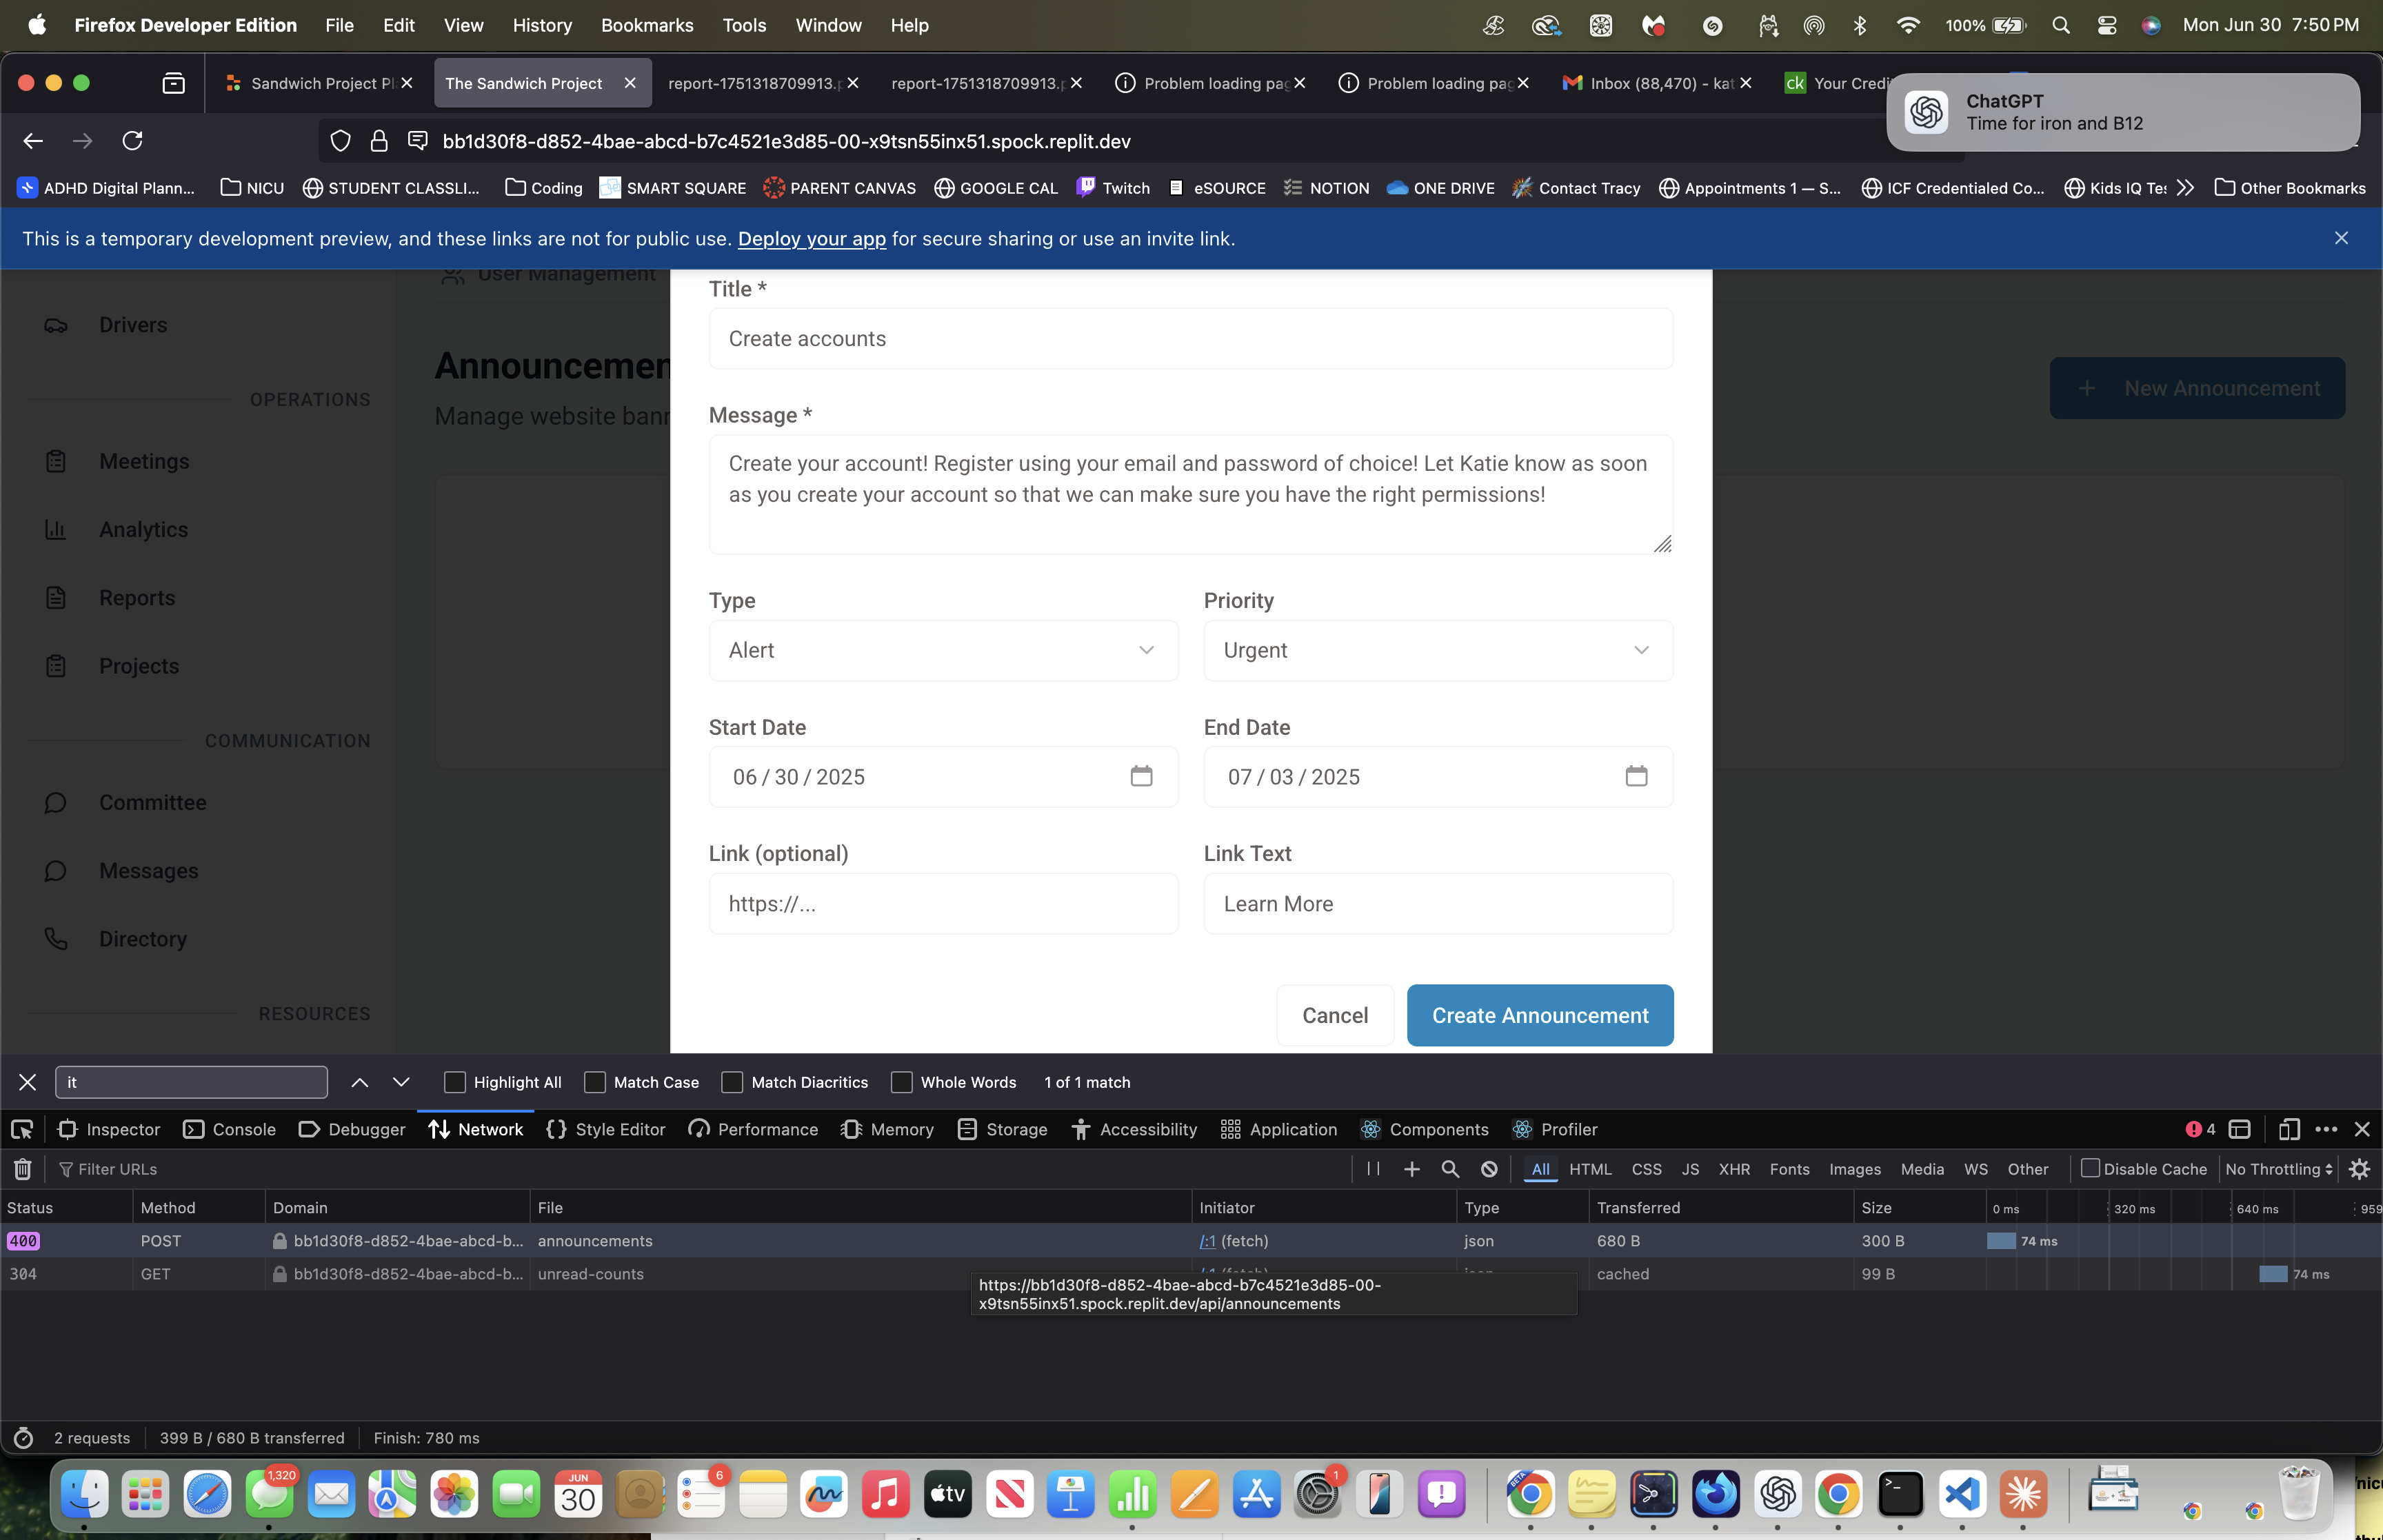 Firefox Developer Edition File Edit View History Bookmarks Tools Window Help 100% Mon Jun 30 7:50 PM
Sandwich Project Pl The Sandwich Project report-1751318709913.p report-1751318709913.p Problem loading pag Problem loading pag Inbox (88,470) - kat ck Your Credi
ChatGPT
Time for iron and B12
bb1d30f8-d852-4bae-abcd-b7c4521e3d85-00-x9tsn55inx51.spock.replit.dev
ADHD Digital Plann... NICU STUDENT CLASSLI... Coding SMART SQUARE PARENT CANVAS GOOGLE CAL Twitch eSOURCE NOTION ONE DRIVE Contact Tracy Appointments 1 — S... ICF Credentialed Co... Kids IQ Tes Other Bookmarks
This is a temporary development preview, and these links are not for public use. Deploy your app for secure sharing or use an invite link.
User Management
Drivers
OPERATIONS
Meetings
Analytics
Reports
Projects
COMMUNICATION
Committee
Messages
Directory
RESOURCES
Announcemen
Manage website bann
+ New Announcement
Title *
Create accounts
Message *
Create your account! Register using your email and password of choice! Let Katie know as soon
as you create your account so that we can make sure you have the right permissions!
Type Priority
Alert Urgent
Start Date End Date
06 / 30 / 2025 07 / 03 / 2025
Link (optional) Link Text
https://... Learn More
Cancel Create Announcement
it Highlight All Match Case Match Diacritics Whole Words 1 of 1 match
Inspector Console Debugger Network Style Editor Performance Memory Storage Accessibility Application Components Profiler 4
Filter URLs All HTML CSS JS XHR Fonts Images Media WS Other Disable Cache No Throttling
Status Method Domain File Initiator Type Transferred Size 0 ms 320 ms 640 ms 959
400 POST bb1d30f8-d852-4bae-abcd-b... announcements /:1 (fetch) json 680 B 300 B 74 ms
304 GET bb1d30f8-d852-4bae-abcd-b... unread-counts cached 99 B 74 ms
https://bb1d30f8-d852-4bae-abcd-b7c4521e3d85-00-
x9tsn55inx51.spock.replit.dev/api/announcements
2 requests 399 B / 680 B transferred Finish: 780 ms
1,320 JUN 30 6 tv 1 BETA